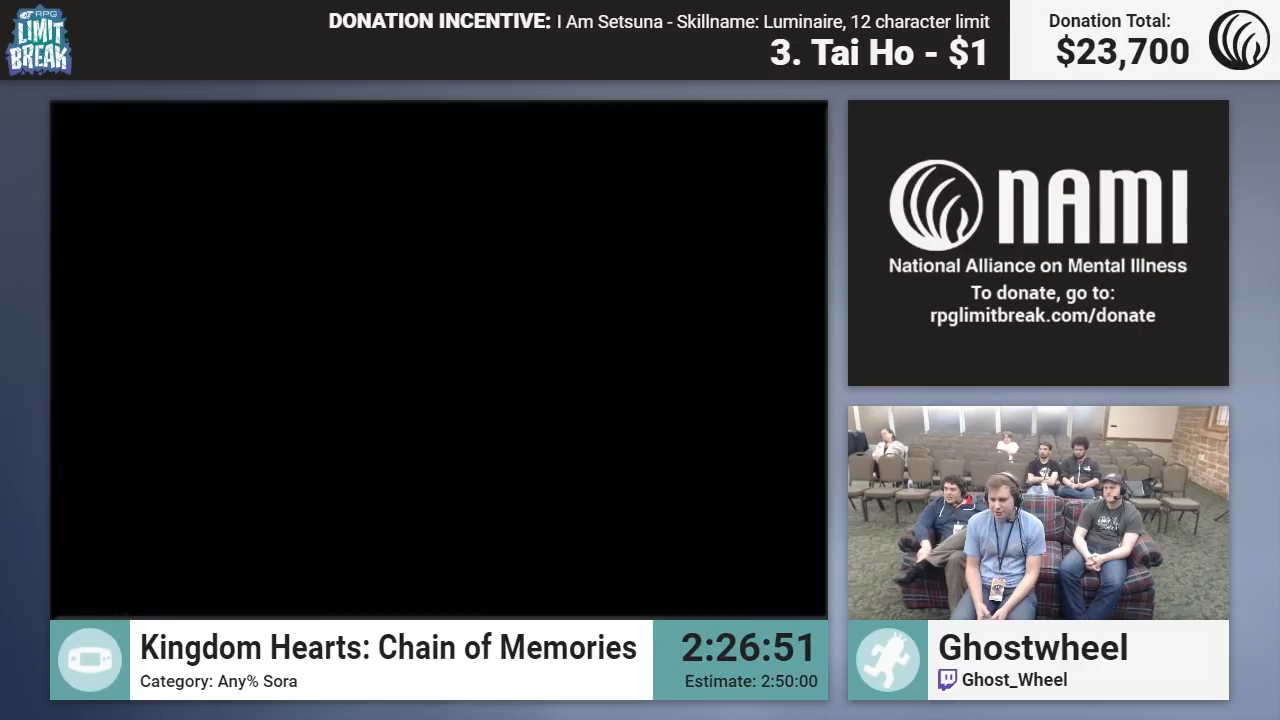 RPG
LIMIT
BREAK
DONATION INCENTIVE: I Am Setsuna - Skillname: Luminaire, 12 character limit
3. Tai Ho - $1
Donation Total:
$23,700
NAMI
National Alliance on Mental Illness
To donate, go to:
rpglimitbreak.com/donate
Kingdom Hearts: Chain of Memories
Category: Any% Sora
2:26:51
Estimate: 2:50:00
Ghostwheel
Ghost_Wheel